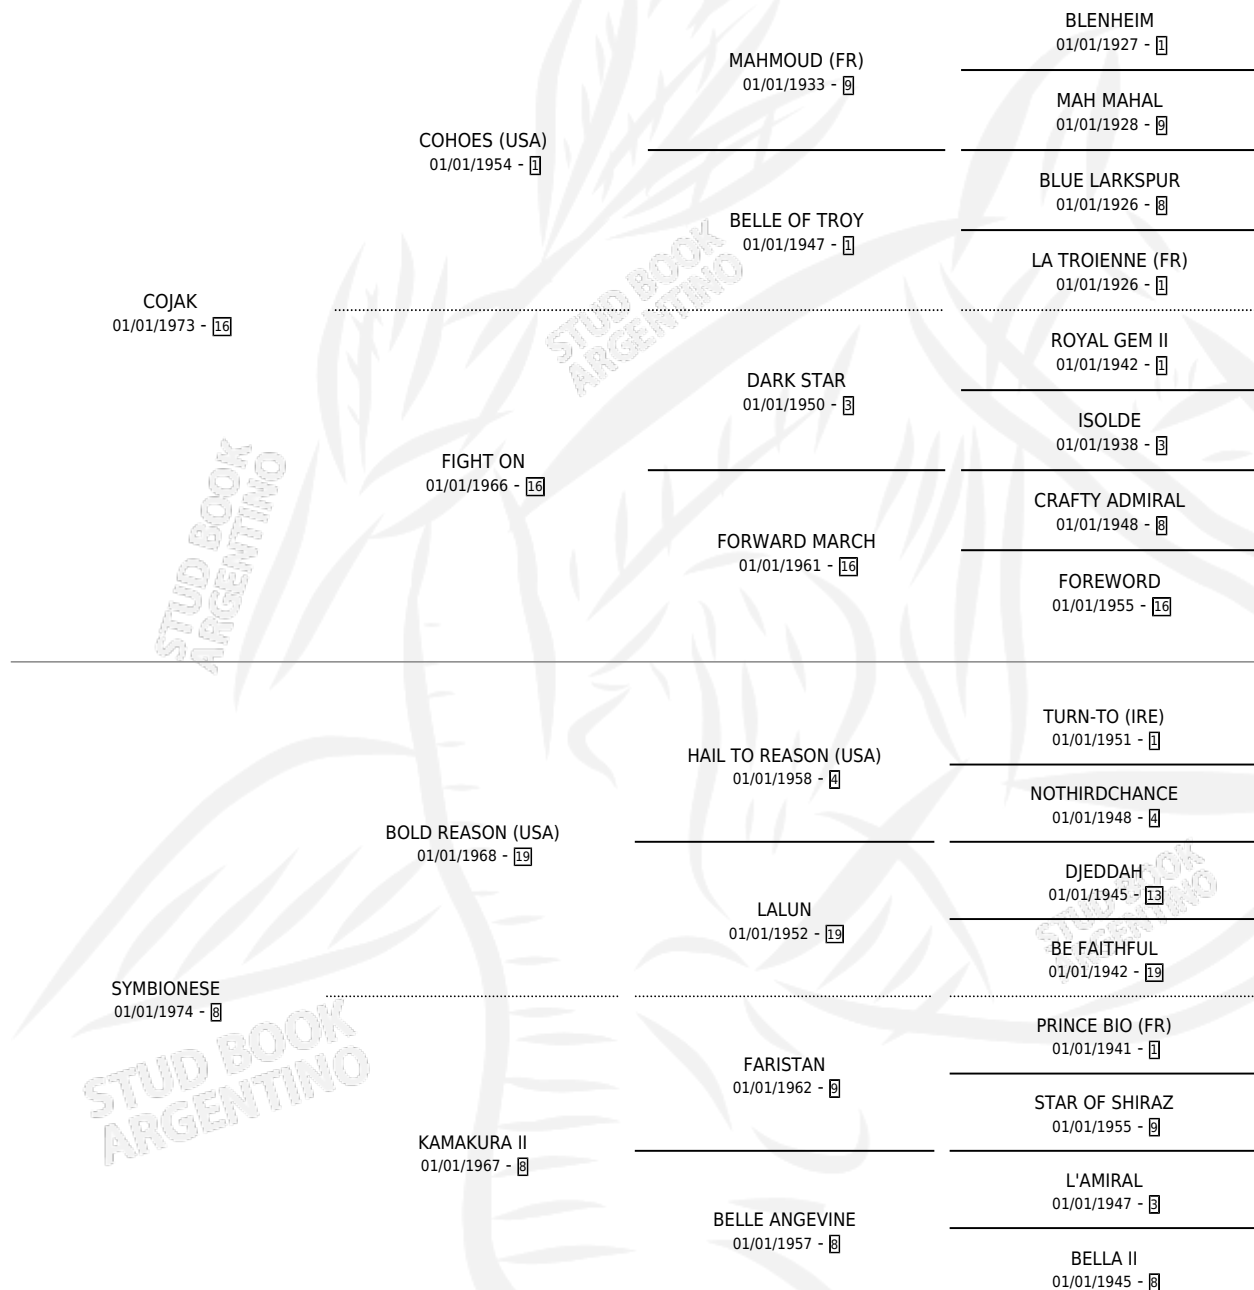 BLENHEIM
01/01/1927 - 1
MAHMOUD (FR)
01/01/1933 - 9
MAH MAHAL
01/01/1928 - 9
COHOES (USA)
01/01/1954 - 1
BLUE LARKSPUR
01/01/1926 - 8
BELLE OF TROY
01/01/1947 - 1
LA TROIENNE (FR)
01/01/1926 - 1
COJAK
01/01/1973 - 16
ROYAL GEM II
01/01/1942 - 1
DARK STAR
01/01/1950 - 3
ISOLDE
01/01/1938 - 3
FIGHT ON
01/01/1966 - 16
CRAFTY ADMIRAL
01/01/1948 - 8
FORWARD MARCH
01/01/1961 - 16
FOREWORD
01/01/1955 - 16
TURN-TO (IRE)
01/01/1951 - 1
HAIL TO REASON (USA)
01/01/1958 - 4
NOTHIRDCHANCE
01/01/1948 - 4
BOLD REASON (USA)
01/01/1968 - 19
DJEDDAH
01/01/1945 - 13
LALUN
01/01/1952 - 19
BE FAITHFUL
01/01/1942 - 19
SYMBIONESE
01/01/1974 - 8
PRINCE BIO (FR)
01/01/1941 - 1
FARISTAN
01/01/1962 - 9
STAR OF SHIRAZ
01/01/1955 - 9
KAMAKURA II
01/01/1967 - 8
L'AMIRAL
01/01/1947 - 3
BELLE ANGEVINE
01/01/1957 - 8
BELLA II
01/01/1945 - 8
STUD BOOK
ARGENTINO
STUD BOOK
ARGENTINO
STUD BOOK
ARGENTINO
STUD BOOK
ARGENTINO